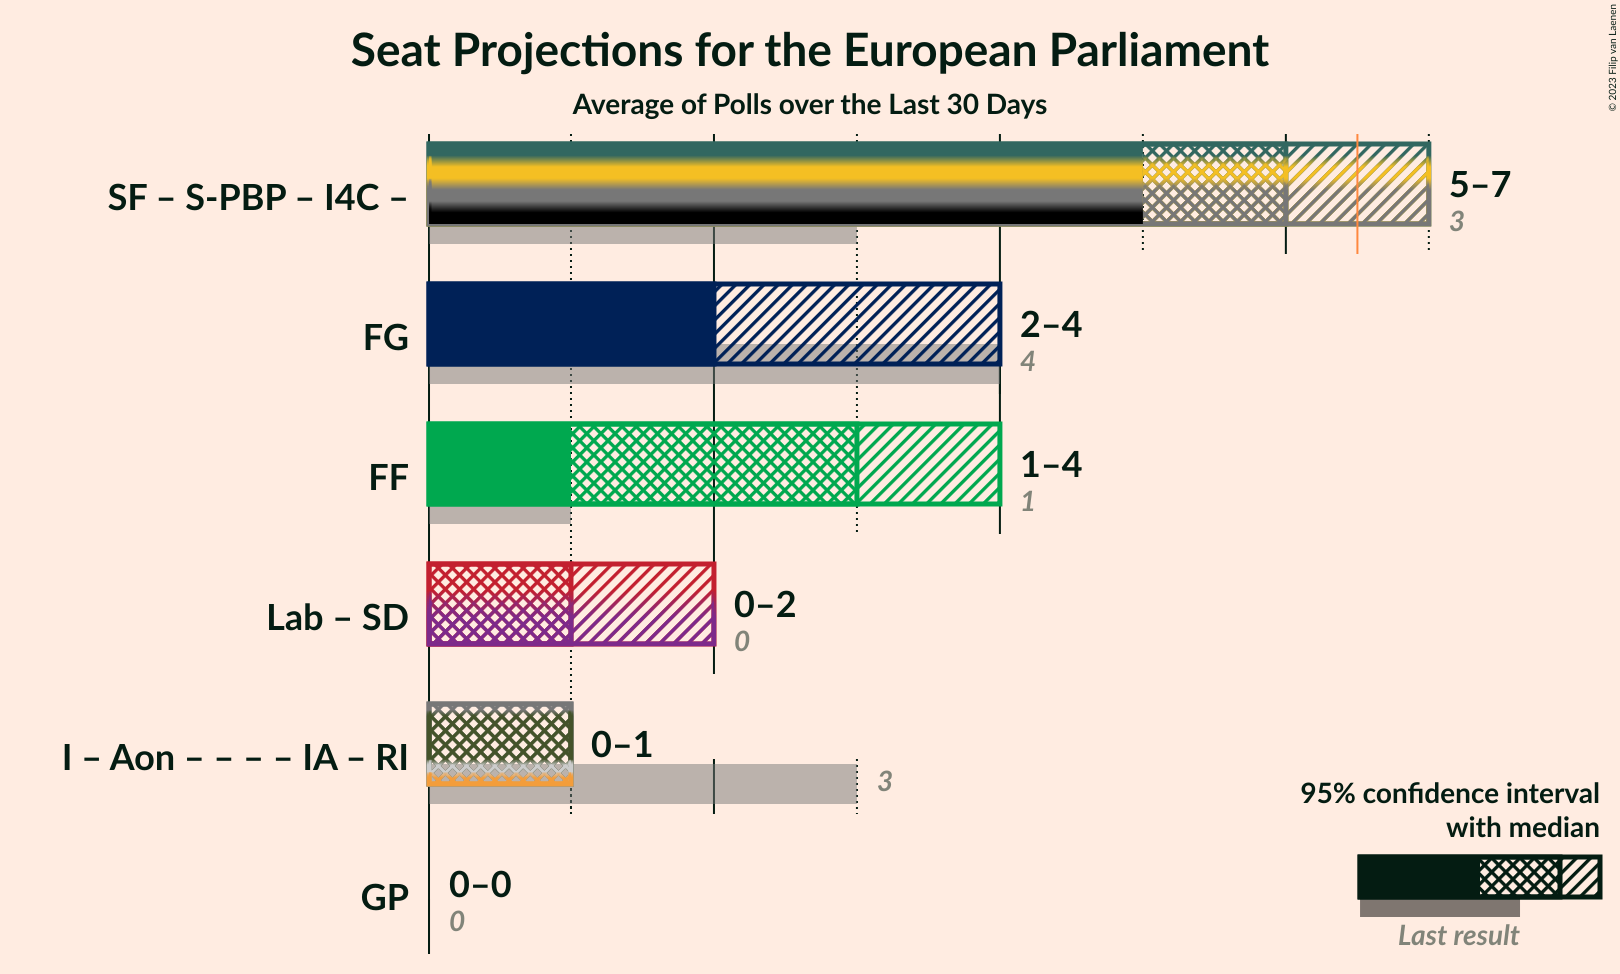 Seat Projections for the European Parliament
Average of Polls over the Last 30 Days
© 2023 Filip van Laenen
SF – S-PBP – I4C –
5–7
3
FG
2–4
4
FF
1–4
1
Lab – SD
0–2
0
I – Aon – – – – IA – RI
0–1
3
GP
0–0
0
95% confidence interval
with median
Last result